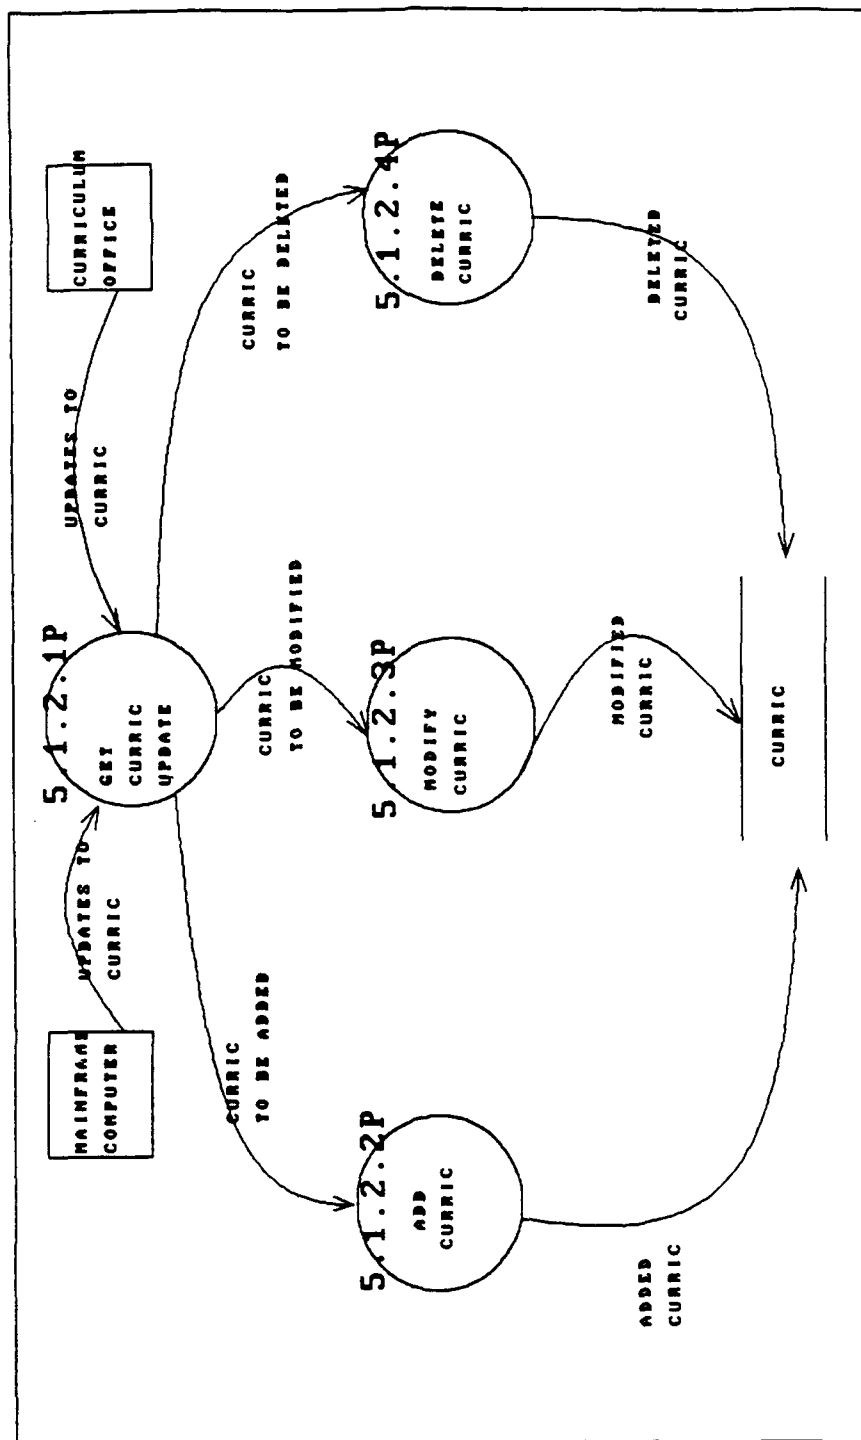 MAINFRAME
COMPUTER
UPDATES TO
CURRIC
5.1.2.1P
GET
CURRIC
UPDATE
UPDATES TO
CURRIC
CURRICULUM
OFFICE
CURRIC
TO BE ADDED
CURRIC
TO BE MODIFIED
CURRIC
TO BE DELETED
5.1.2.2P
ADD
CURRIC
5.1.2.3P
MODIFY
CURRIC
5.1.2.4P
DELETE
CURRIC
ADDED
CURRIC
MODIFIED
CURRIC
DELETED
CURRIC
CURRIC